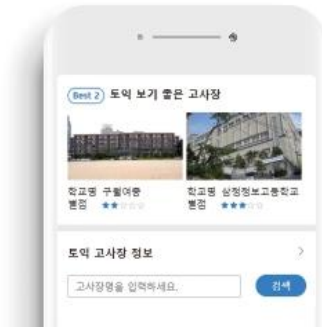 Best 2 토익 보기 좋은 고사장
학교명 구월여중
별점 ★★☆☆☆
학교명 삼정정보고등학교
별점 ★★★☆☆
토익 고사장 정보
고사장명을 입력하세요.
검색